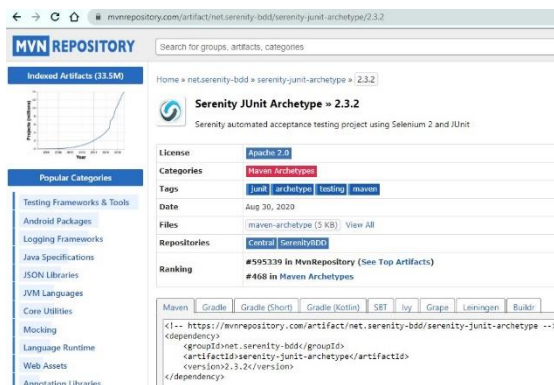 mvnrepository.com/artifact/net.serenity-bdd/serenity-junit-archetype/2.3.2
MVN REPOSITORY
Search for groups, artifacts, categories
Indexed Artifacts (33.5M)
Projects (millions)
Year
Popular Categories
Testing Frameworks & Tools
Android Packages
Logging Frameworks
Java Specifications
JSON Libraries
JVM Languages
Core Utilities
Mocking
Language Runtime
Web Assets
Annotation Libraries
Home » net.serenity-bdd » serenity-junit-archetype » 2.3.2
Serenity JUnit Archetype » 2.3.2
Serenity automated acceptance testing project using Selenium 2 and JUnit
License Apache 2.0
Categories Maven Archetypes
Tags junit archetype testing maven
Date Aug 30, 2020
Files maven-archetype (5 KB) View All
Repositories Central SerenityBDD
Ranking #595339 in MvnRepository (See Top Artifacts)
#468 in Maven Archetypes
Maven Gradle Gradle (Short) Gradle (Kotlin) SBT Ivy Grape Leiningen Buildr
<!-- https://mvnrepository.com/artifact/net.serenity-bdd/serenity-junit-archetype --
<dependency>
<groupId>net.serenity-bdd</groupId>
<artifactId>serenity-junit-archetype</artifactId>
<version>2.3.2</version>
</dependency>